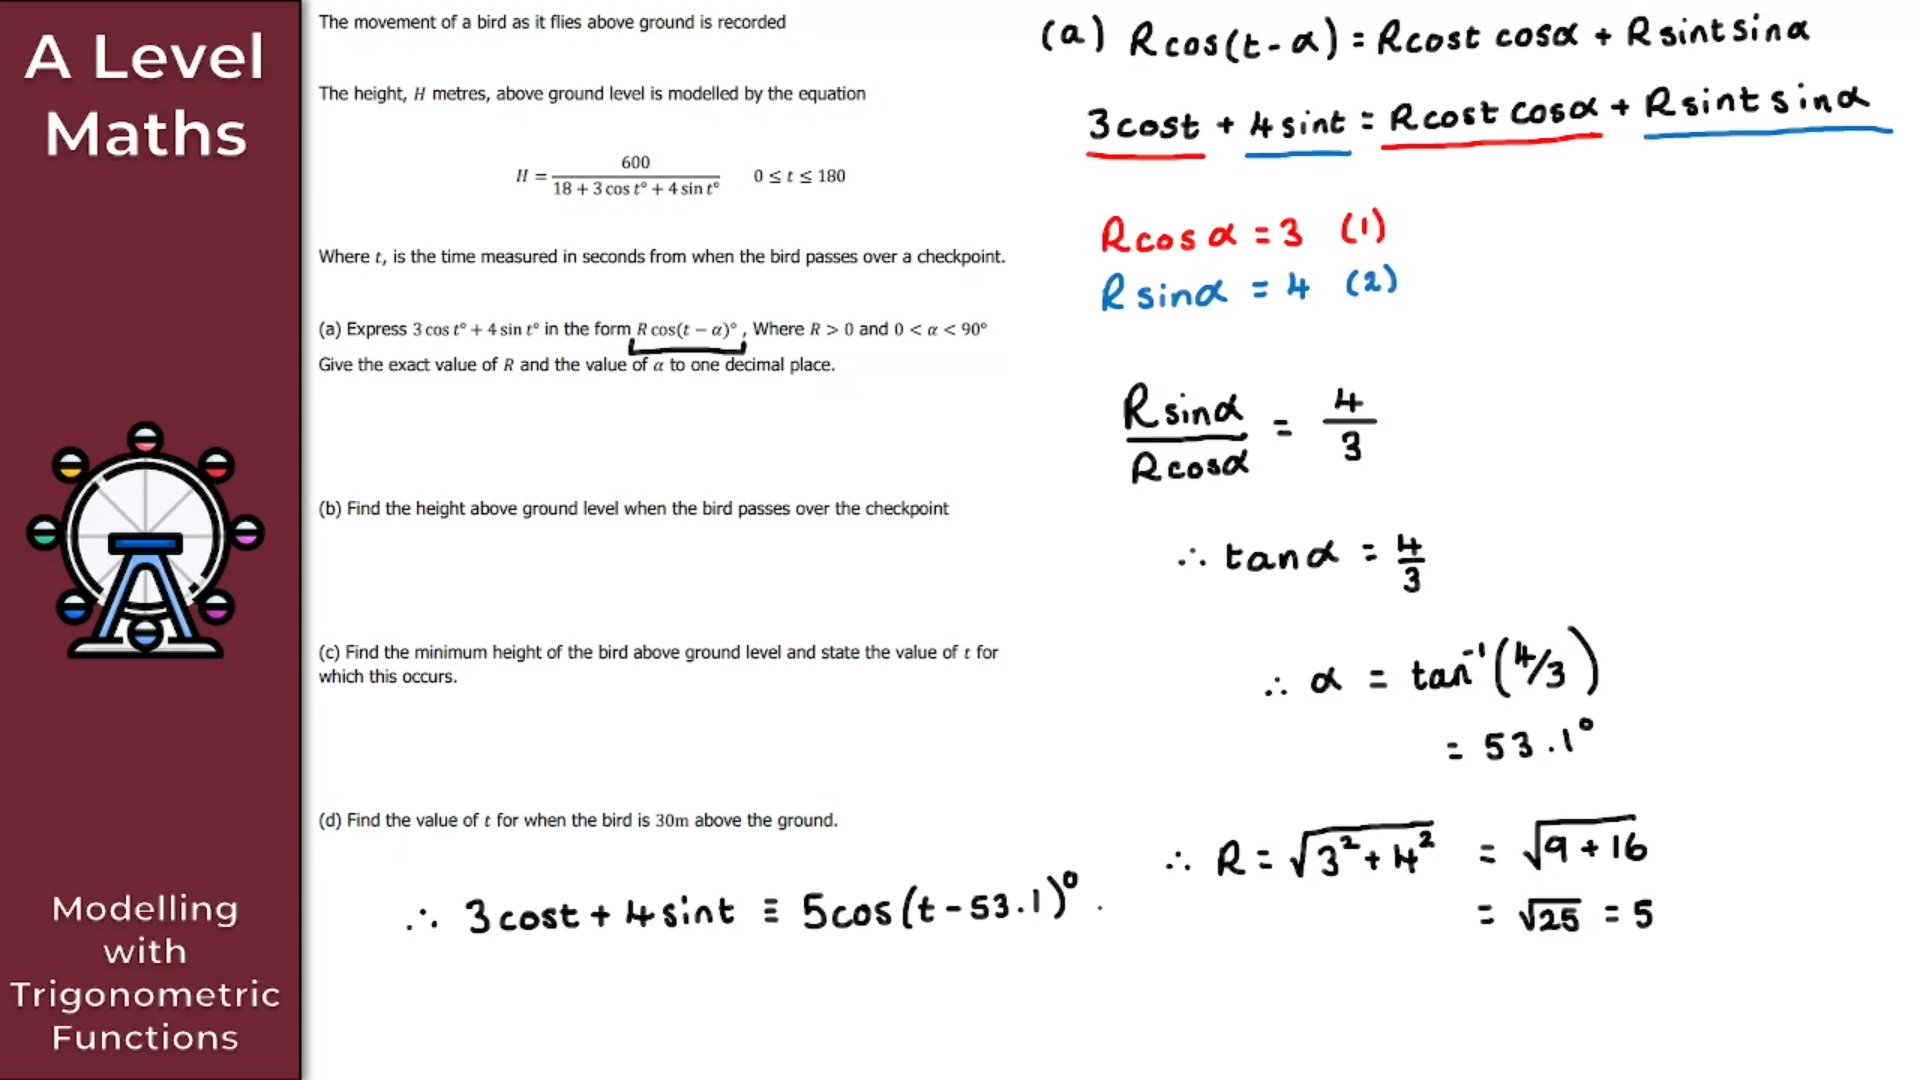 A Level
Maths
Modelling
with
Trigonometric
Functions
The movement of a bird as it flies above ground is recorded
The height, H metres, above ground level is modelled by the equation
H = 600 / (18 + 3 cos t° + 4 sin t°)    0 ≤ t ≤ 180
Where t, is the time measured in seconds from when the bird passes over a checkpoint.
(a) Express 3 cos t° + 4 sin t° in the form R cos(t − α)° , Where R > 0 and 0 < α < 90°
Give the exact value of R and the value of α to one decimal place.
(b) Find the height above ground level when the bird passes over the checkpoint
(c) Find the minimum height of the bird above ground level and state the value of t for
which this occurs.
(d) Find the value of t for when the bird is 30m above the ground.
∴ 3cost + 4sint ≡ 5cos(t - 53.1)° .
(a) Rcos(t - α) = Rcost cosα + Rsint sinα
3cost + 4sint = Rcost cosα + Rsint sinα
Rcosα = 3 (1)
Rsinα = 4 (2)
Rsinα / Rcosα = 4/3
∴ tanα = 4/3
∴ α = tan⁻¹(4/3)
= 53.1°
∴ R = √(3² + 4²) = √(9 + 16)
= √25 = 5